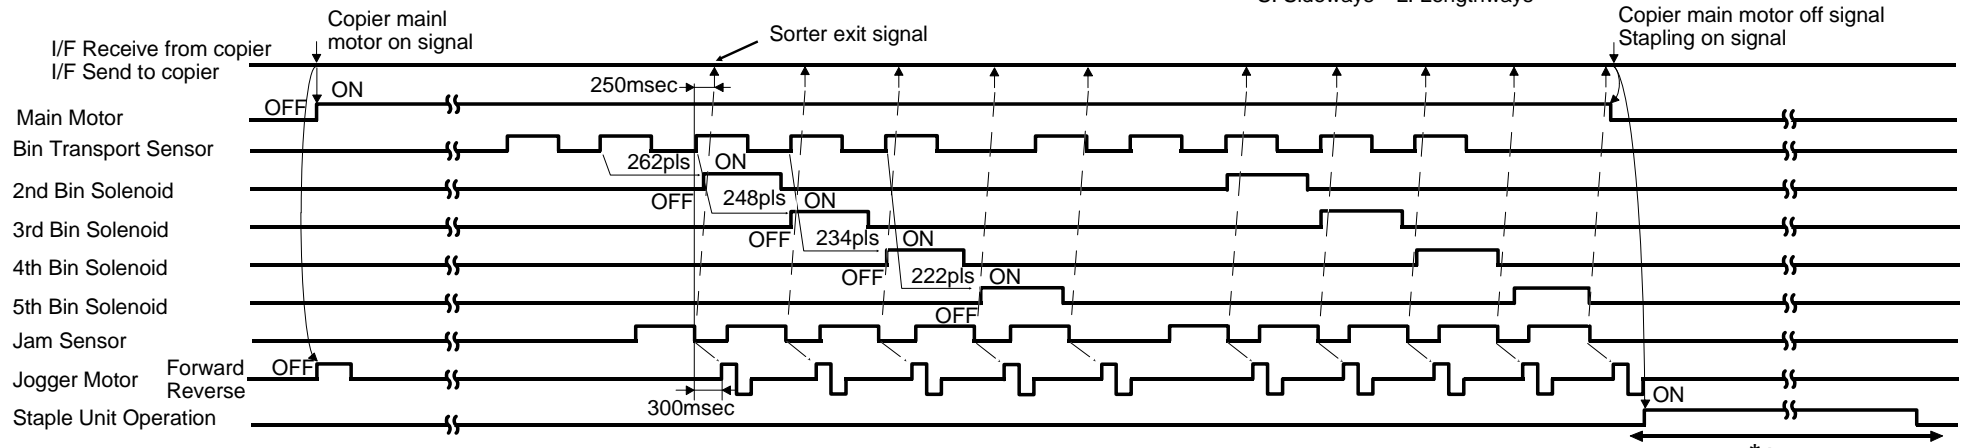 S: Sideways L: Lengthways
Copier mainl
motor on signal
Sorter exit signal
Copier main motor off signal
Stapling on signal
I/F Receive from copier
I/F Send to copier
250msec
ON
OFF
Main Motor
Bin Transport Sensor
262pls
ON
2nd Bin Solenoid
OFF
248pls
ON
3rd Bin Solenoid
OFF
234pls
ON
4th Bin Solenoid
OFF
222pls
ON
5th Bin Solenoid
OFF
Jam Sensor
Jogger Motor
Forward
Reverse
OFF
300msec
ON
Staple Unit Operation